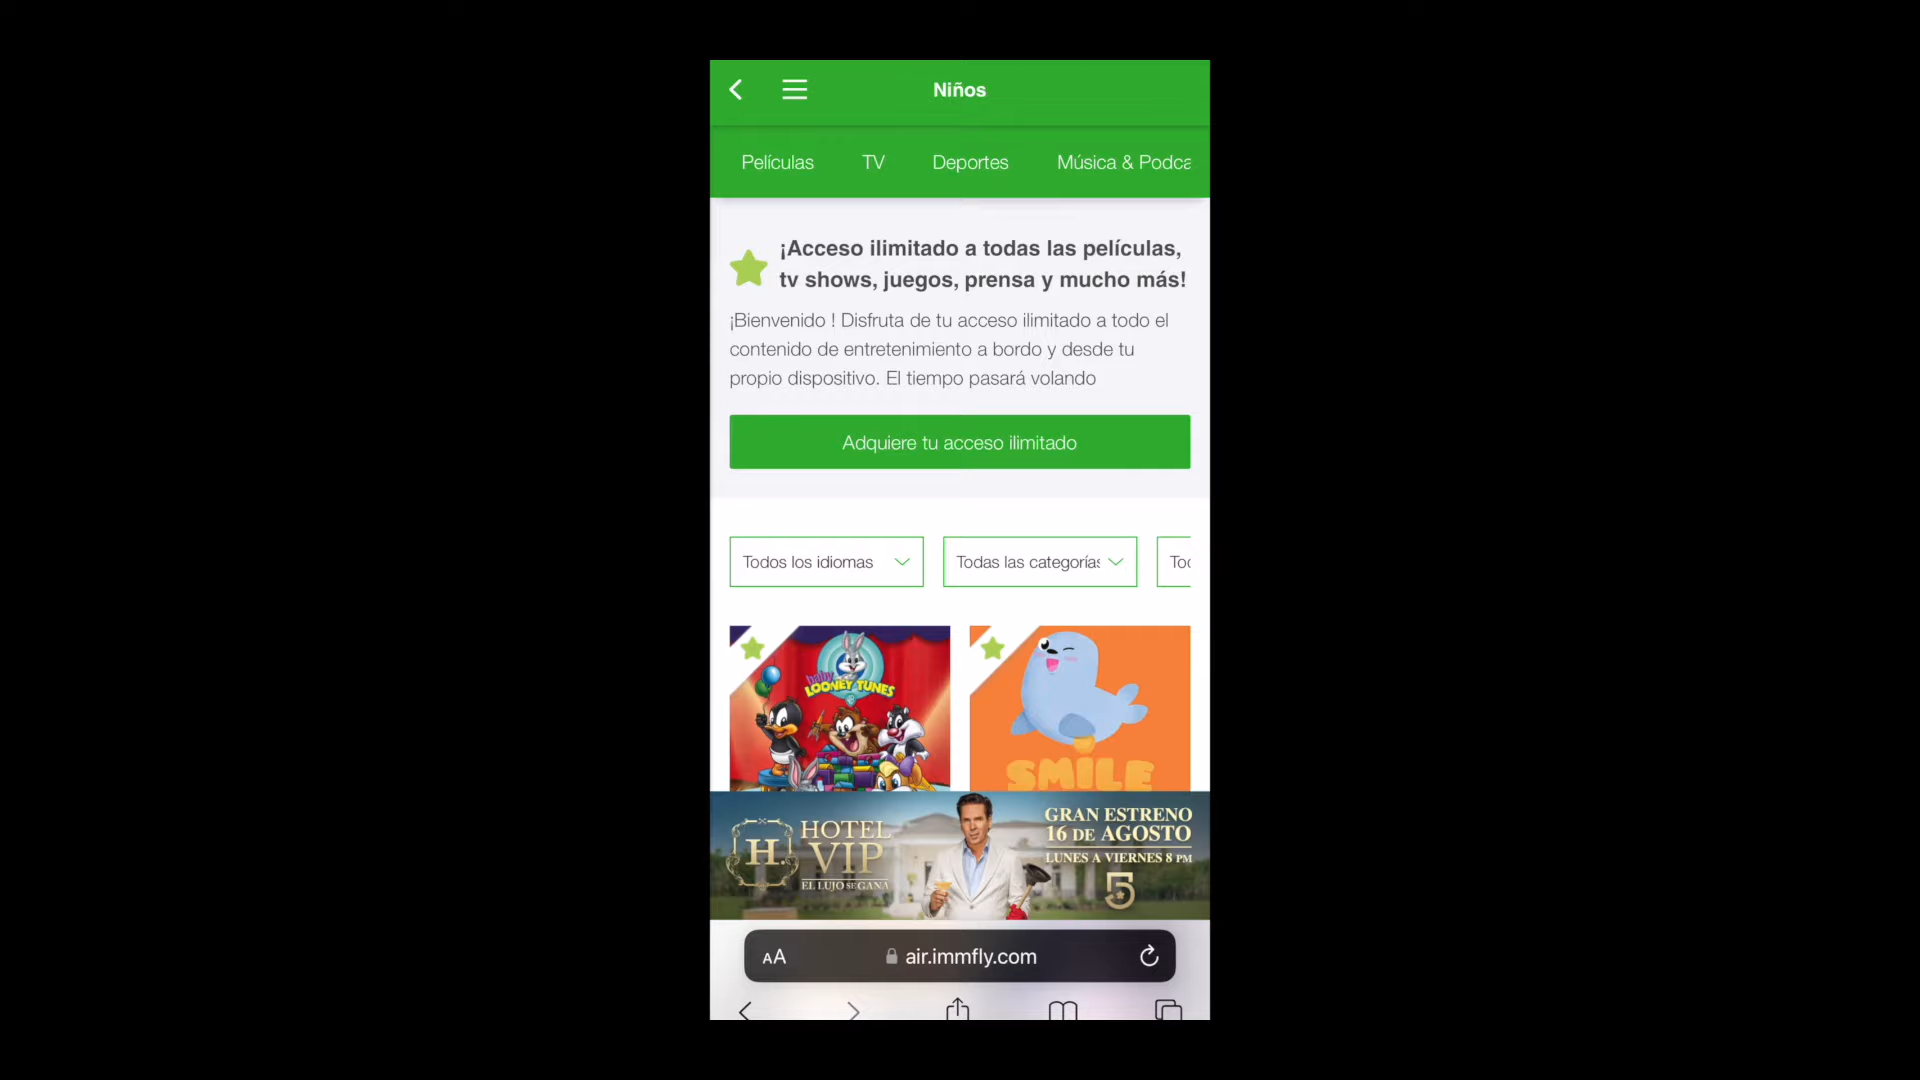 Niños
Películas TV Deportes Música & Podca
¡Acceso ilimitado a todas las películas,
tv shows, juegos, prensa y mucho más!
¡Bienvenido ! Disfruta de tu acceso ilimitado a todo el
contenido de entretenimiento a bordo y desde tu
propio dispositivo. El tiempo pasará volando
Adquiere tu acceso ilimitado
Todos los idiomas Todas las categorías Toc
baby
LOONEY TUNES
SMILE
H.
HOTEL
VIP
EL LUJO SE GANA
GRAN ESTRENO
16 DE AGOSTO
LUNES A VIERNES 8 PM
5
AA air.immfly.com